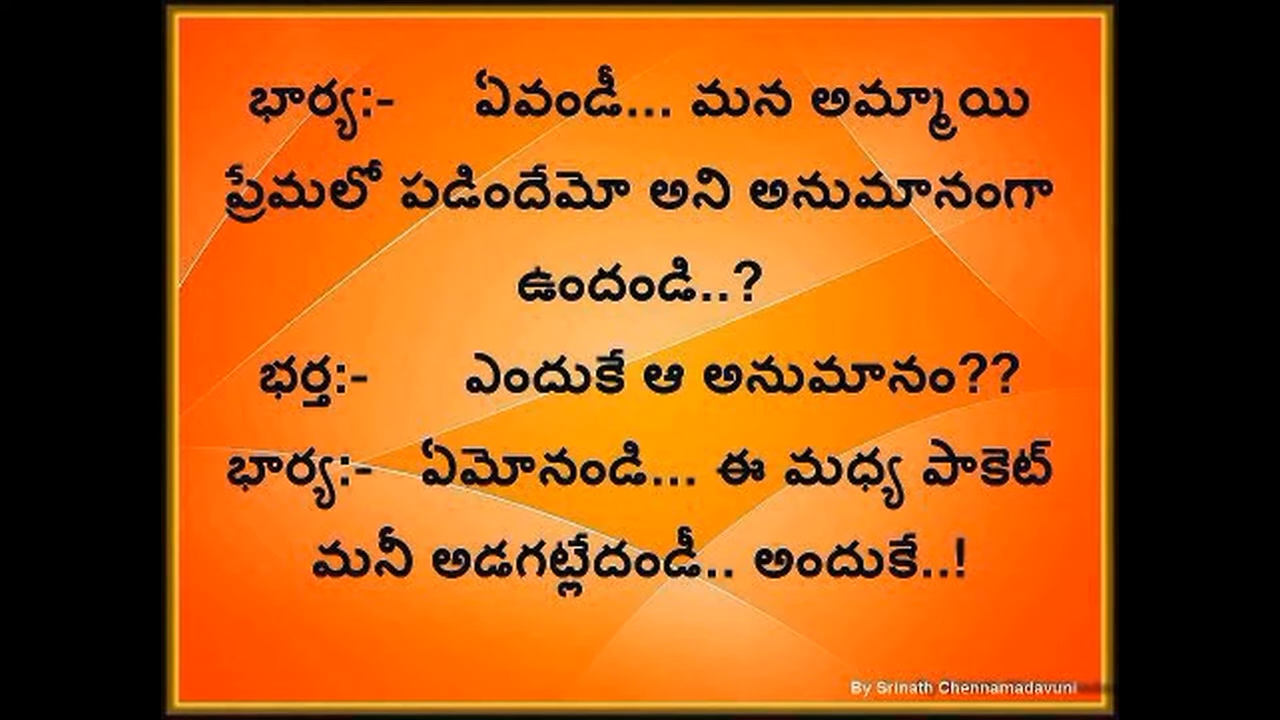 భార్య:- ఏవండీ... మన అమ్మాయి
ప్రేమలో పడిందేమో అని అనుమానంగా
ఉందండి..?
భర్త:- ఎందుకే ఆ అనుమానం??
భార్య:- ఏమోనండి... ఈ మధ్య పాకెట్
మనీ అడగట్లేదండీ.. అందుకే..!
By Srinath Chennamadavuni